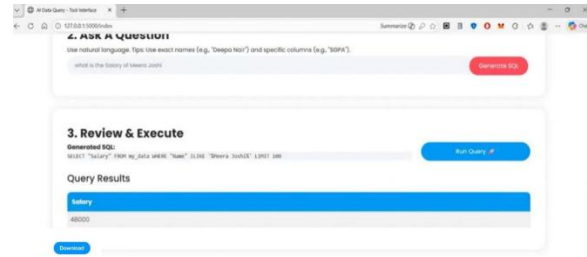 AI Data Query - Tool Interface
127.0.0.1:5000/index
Summarize
2. Ask A Question
Use natural language. Tips: Use exact names (e.g., "Deepa Nair") and specific columns (e.g., "SGPA").
what is the Salary of Meera Joshi
Generate SQL
3. Review & Execute
Generated SQL:
SELECT "Salary" FROM my_data WHERE "Name" ILIKE '%Meera Joshi%' LIMIT 100
Run Query
Query Results
Salary
48000
Download